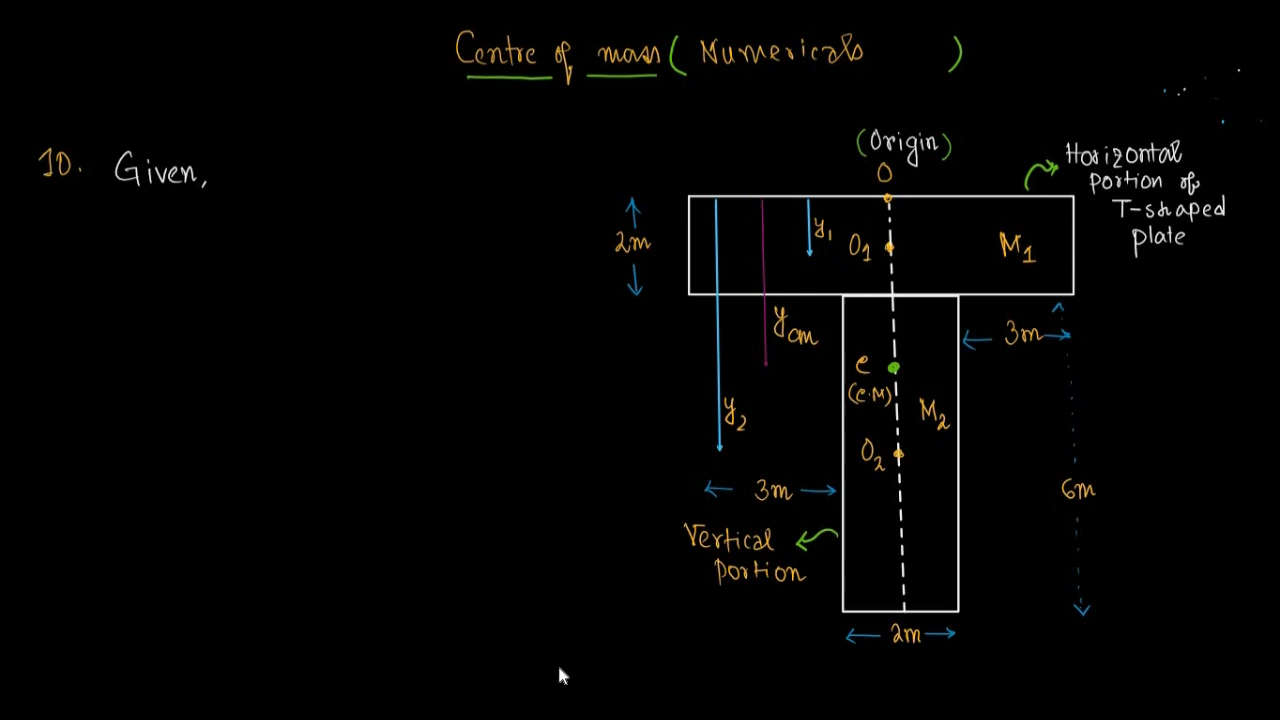 Centre of mass ( Numericals )
10. Given,
(Origin)
O
Horizontal
portion of
T-shaped
plate
2m
y1
O1
M1
ycm
3m
C
(C.M)
M2
y2
O2
3m
6m
Vertical
portion
2m